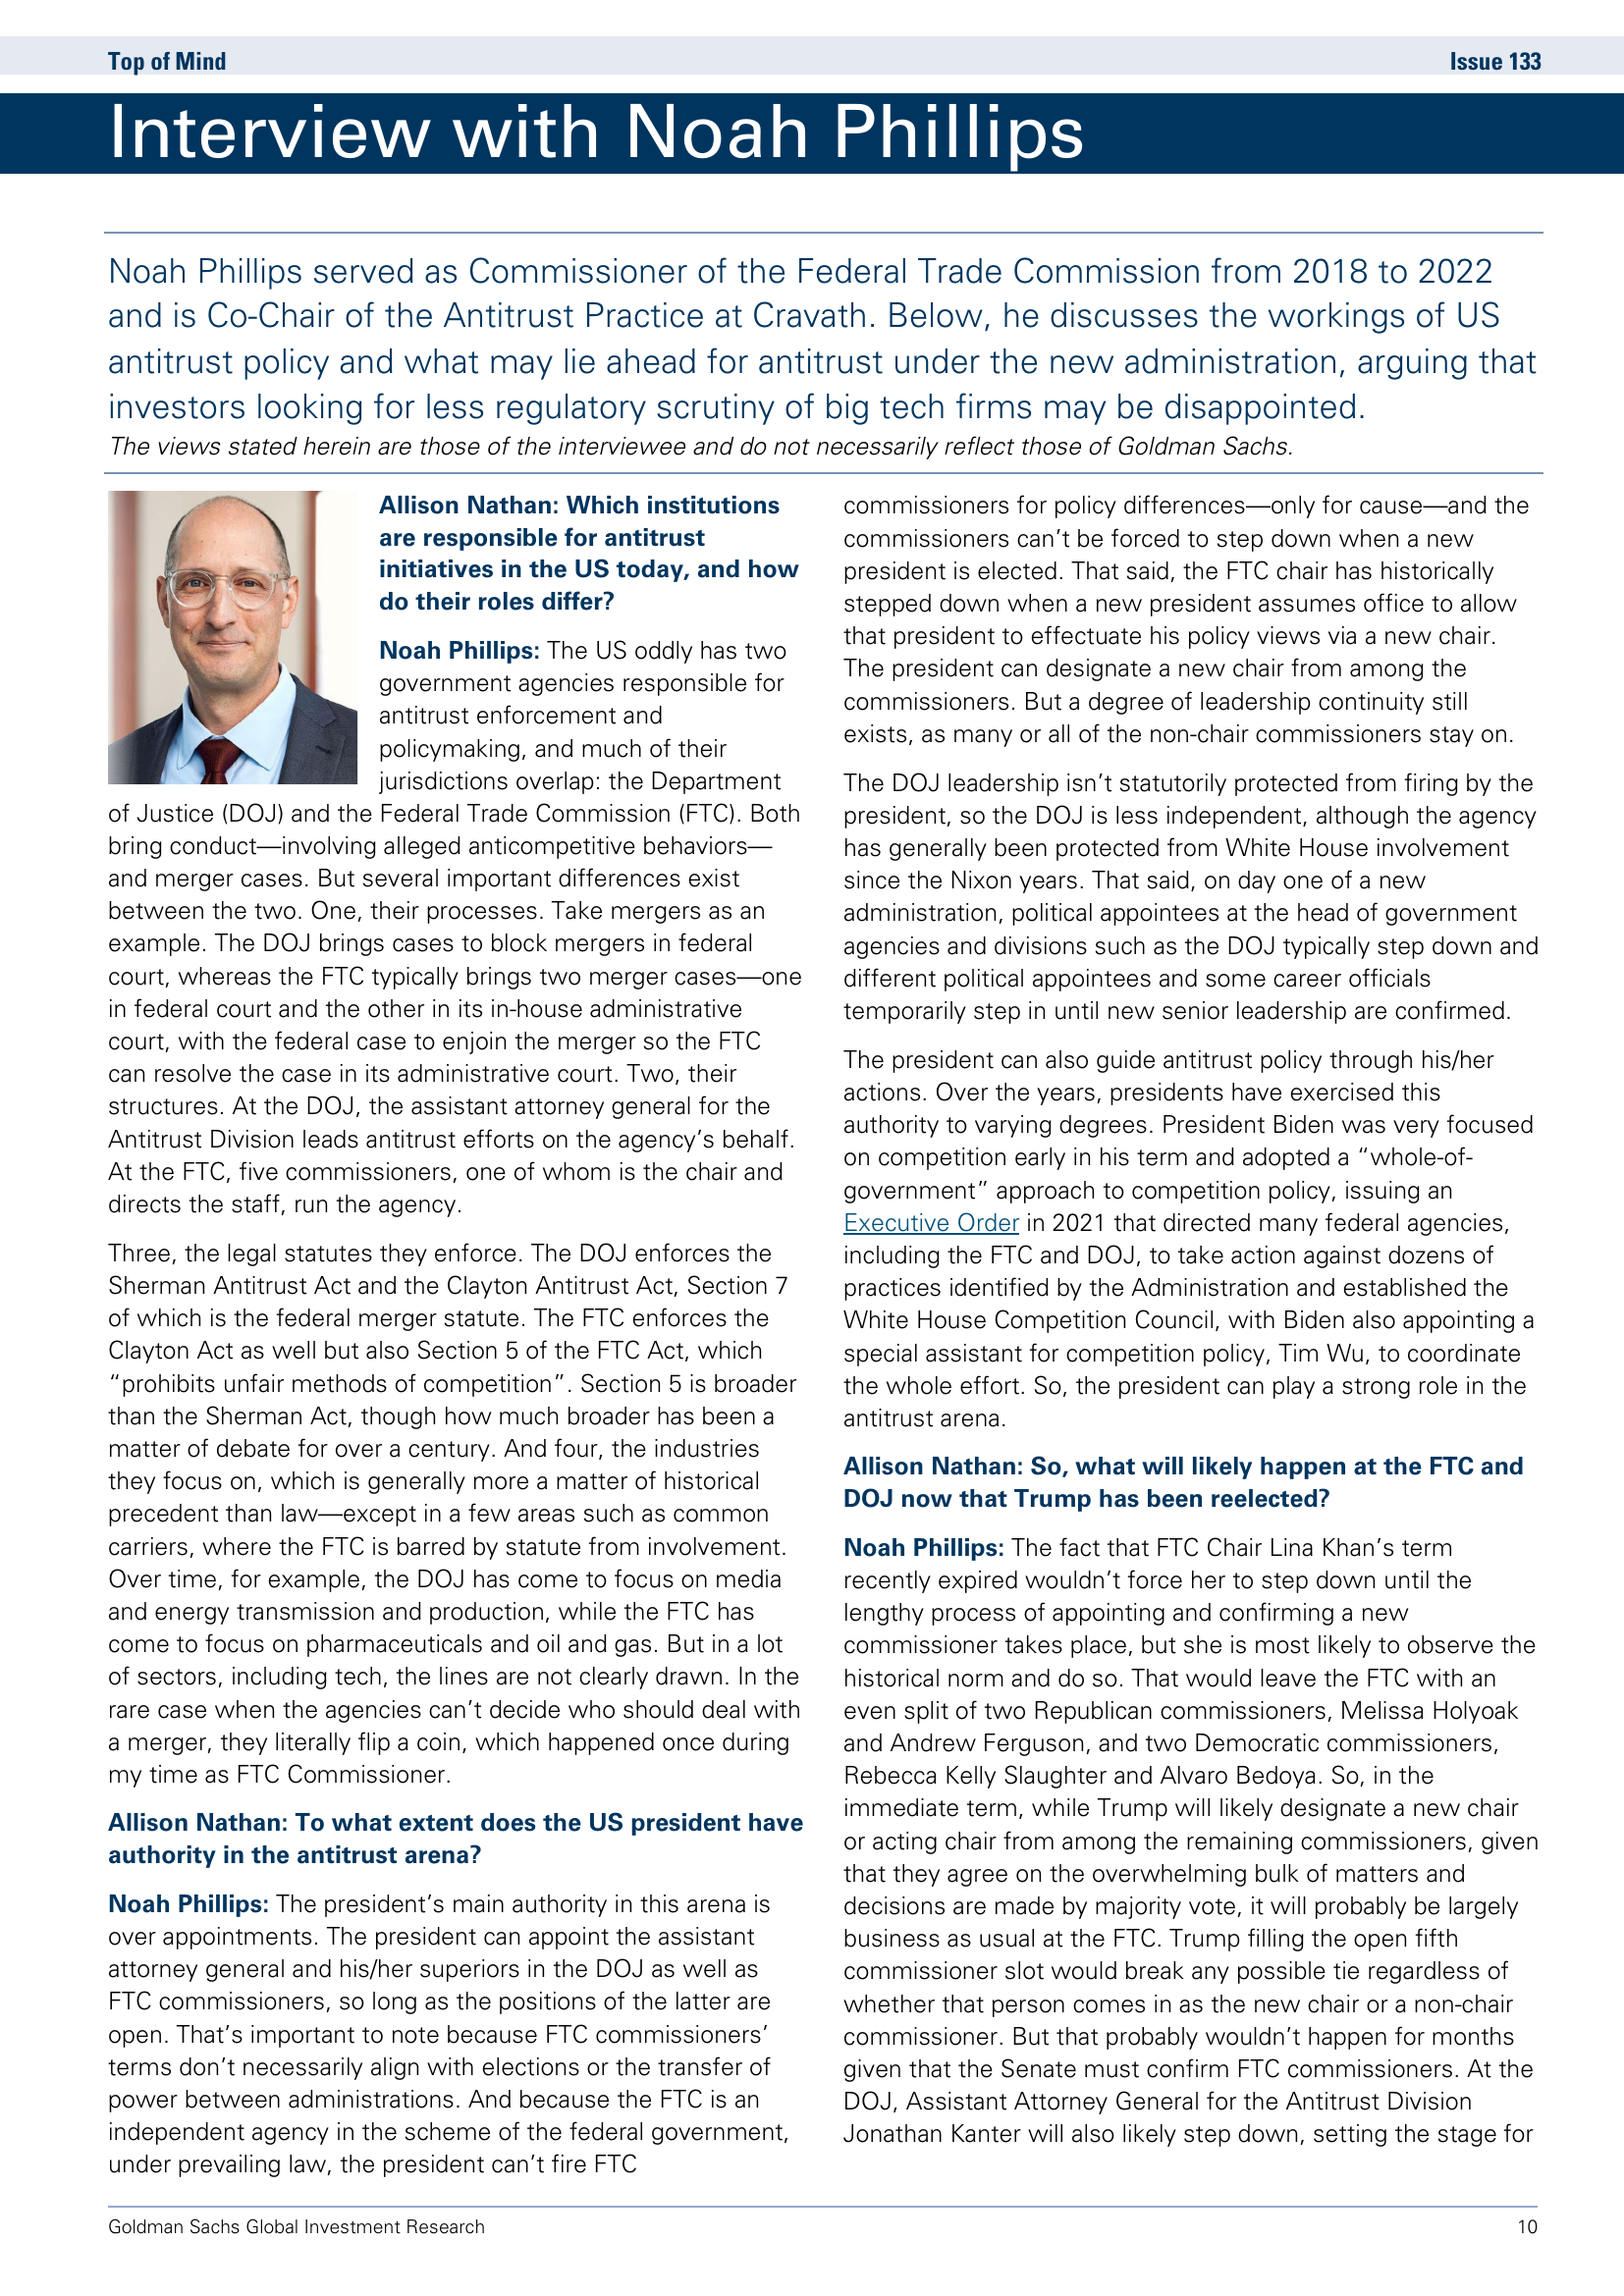 Top of Mind
Issue 133
Interview with Noah Phillips
Noah Phillips served as Commissioner of the Federal Trade Commission from 2018 to 2022
and is Co-Chair of the Antitrust Practice at Cravath. Below, he discusses the workings of US
antitrust policy and what may lie ahead for antitrust under the new administration, arguing that
investors looking for less regulatory scrutiny of big tech firms may be disappointed.
The views stated herein are those of the interviewee and do not necessarily reflect those of Goldman Sachs.
Allison Nathan: Which institutions
are responsible for antitrust
initiatives in the US today, and how
do their roles differ?
Noah Phillips: The US oddly has two
government agencies responsible for
antitrust enforcement and
policymaking, and much of their
jurisdictions overlap: the Department
of Justice (DOJ) and the Federal Trade Commission (FTC). Both
bring conduct—involving alleged anticompetitive behaviors—
and merger cases. But several important differences exist
between the two. One, their processes. Take mergers as an
example. The DOJ brings cases to block mergers in federal
court, whereas the FTC typically brings two merger cases—one
in federal court and the other in its in-house administrative
court, with the federal case to enjoin the merger so the FTC
can resolve the case in its administrative court. Two, their
structures. At the DOJ, the assistant attorney general for the
Antitrust Division leads antitrust efforts on the agency’s behalf.
At the FTC, five commissioners, one of whom is the chair and
directs the staff, run the agency.
Three, the legal statutes they enforce. The DOJ enforces the
Sherman Antitrust Act and the Clayton Antitrust Act, Section 7
of which is the federal merger statute. The FTC enforces the
Clayton Act as well but also Section 5 of the FTC Act, which
“prohibits unfair methods of competition”. Section 5 is broader
than the Sherman Act, though how much broader has been a
matter of debate for over a century. And four, the industries
they focus on, which is generally more a matter of historical
precedent than law—except in a few areas such as common
carriers, where the FTC is barred by statute from involvement.
Over time, for example, the DOJ has come to focus on media
and energy transmission and production, while the FTC has
come to focus on pharmaceuticals and oil and gas. But in a lot
of sectors, including tech, the lines are not clearly drawn. In the
rare case when the agencies can’t decide who should deal with
a merger, they literally flip a coin, which happened once during
my time as FTC Commissioner.
Allison Nathan: To what extent does the US president have
authority in the antitrust arena?
Noah Phillips: The president’s main authority in this arena is
over appointments. The president can appoint the assistant
attorney general and his/her superiors in the DOJ as well as
FTC commissioners, so long as the positions of the latter are
open. That’s important to note because FTC commissioners’
terms don’t necessarily align with elections or the transfer of
power between administrations. And because the FTC is an
independent agency in the scheme of the federal government,
under prevailing law, the president can’t fire FTC
commissioners for policy differences—only for cause—and the
commissioners can’t be forced to step down when a new
president is elected. That said, the FTC chair has historically
stepped down when a new president assumes office to allow
that president to effectuate his policy views via a new chair.
The president can designate a new chair from among the
commissioners. But a degree of leadership continuity still
exists, as many or all of the non-chair commissioners stay on.
The DOJ leadership isn’t statutorily protected from firing by the
president, so the DOJ is less independent, although the agency
has generally been protected from White House involvement
since the Nixon years. That said, on day one of a new
administration, political appointees at the head of government
agencies and divisions such as the DOJ typically step down and
different political appointees and some career officials
temporarily step in until new senior leadership are confirmed.
The president can also guide antitrust policy through his/her
actions. Over the years, presidents have exercised this
authority to varying degrees. President Biden was very focused
on competition early in his term and adopted a “whole-of-
government” approach to competition policy, issuing an
Executive Order in 2021 that directed many federal agencies,
including the FTC and DOJ, to take action against dozens of
practices identified by the Administration and established the
White House Competition Council, with Biden also appointing a
special assistant for competition policy, Tim Wu, to coordinate
the whole effort. So, the president can play a strong role in the
antitrust arena.
Allison Nathan: So, what will likely happen at the FTC and
DOJ now that Trump has been reelected?
Noah Phillips: The fact that FTC Chair Lina Khan’s term
recently expired wouldn’t force her to step down until the
lengthy process of appointing and confirming a new
commissioner takes place, but she is most likely to observe the
historical norm and do so. That would leave the FTC with an
even split of two Republican commissioners, Melissa Holyoak
and Andrew Ferguson, and two Democratic commissioners,
Rebecca Kelly Slaughter and Alvaro Bedoya. So, in the
immediate term, while Trump will likely designate a new chair
or acting chair from among the remaining commissioners, given
that they agree on the overwhelming bulk of matters and
decisions are made by majority vote, it will probably be largely
business as usual at the FTC. Trump filling the open fifth
commissioner slot would break any possible tie regardless of
whether that person comes in as the new chair or a non-chair
commissioner. But that probably wouldn’t happen for months
given that the Senate must confirm FTC commissioners. At the
DOJ, Assistant Attorney General for the Antitrust Division
Jonathan Kanter will also likely step down, setting the stage for
Goldman Sachs Global Investment Research
10